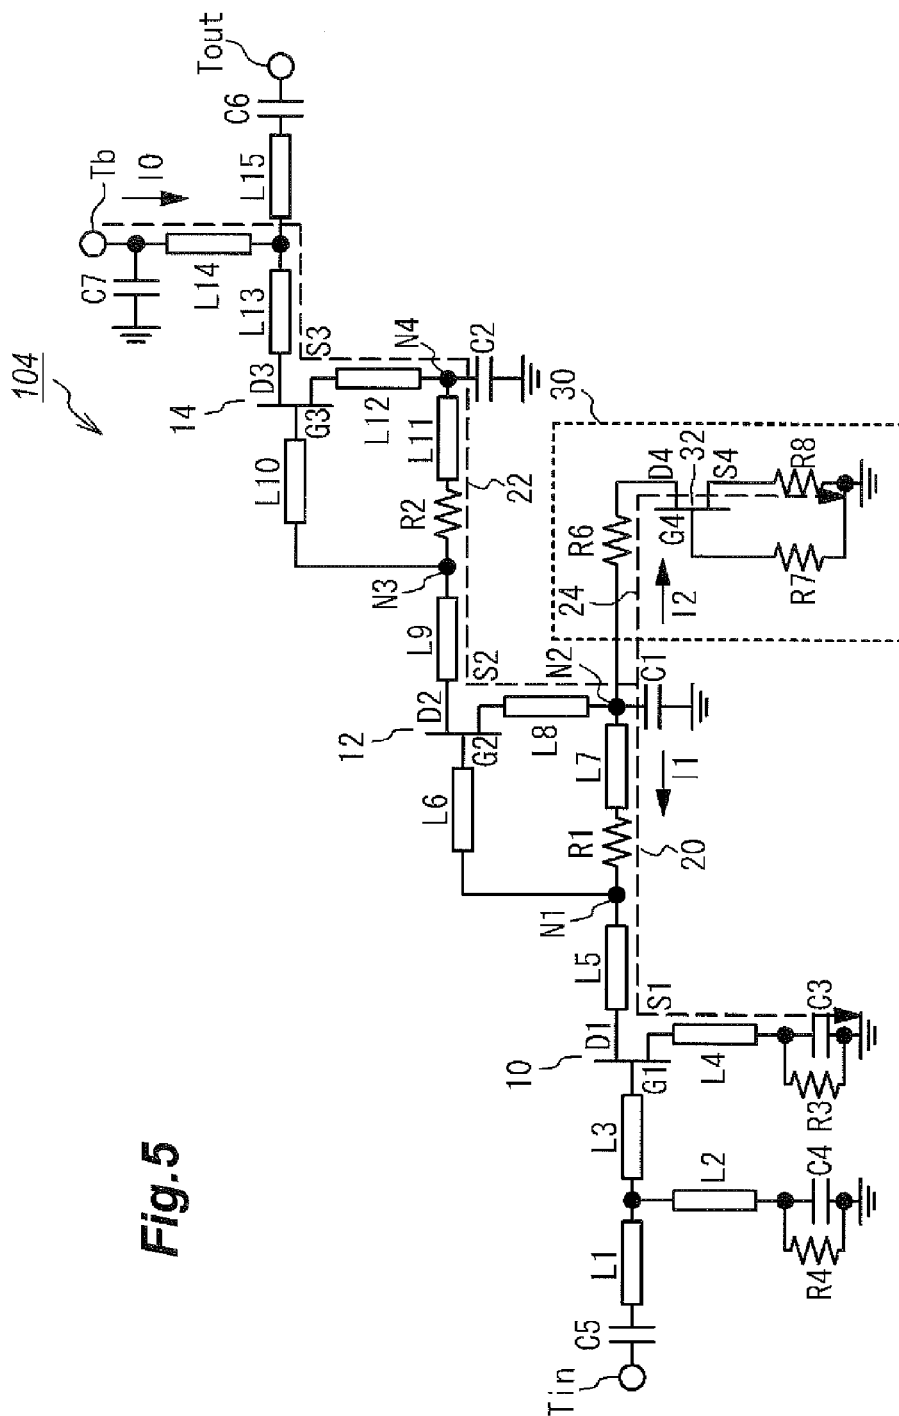 Fig.5
104
Tout
C6
L15
Tb
I0
C7
L14
L13
S3
D3
14
G3
L12
N4
C2
L10
L11
R2
22
N3
L9
S2
D2
12
G2
L8
N2
C1
L6
L7
R1
I1
20
N1
L5
S1
D1
10
G1
L4
C3
R3
L3
L2
C4
R4
L1
C5
Tin
30
D4
32
S4
G4
R8
R7
R6
24
I2